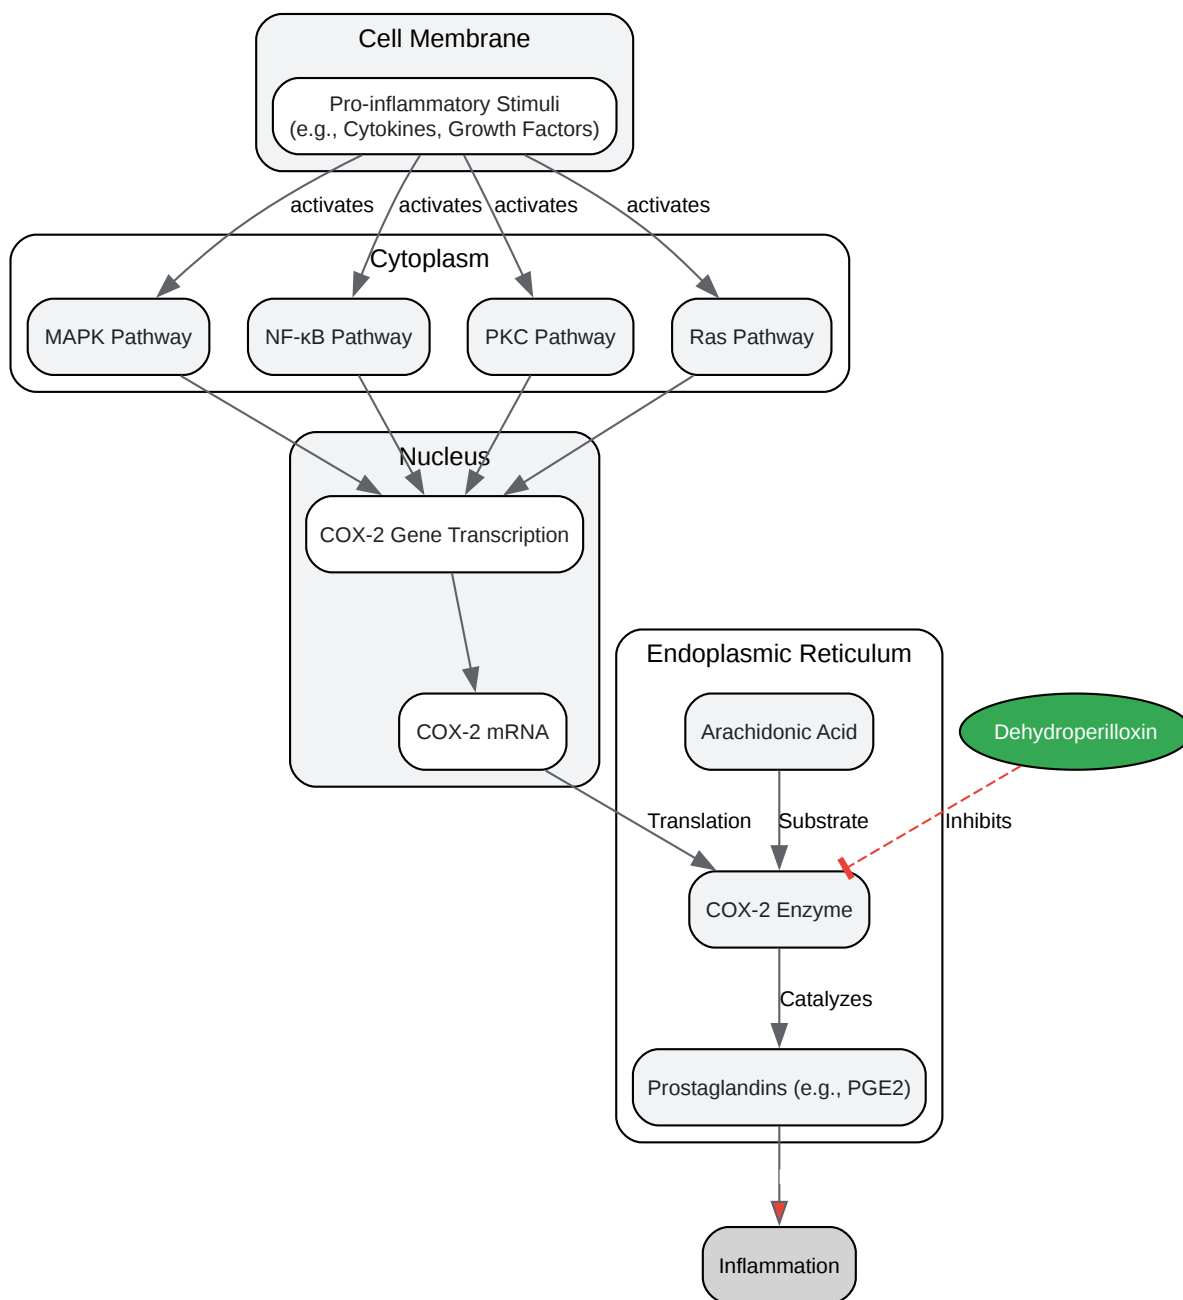 Cell Membrane
Pro-inflammatory Stimuli
(e.g., Cytokines, Growth Factors)
activates
activates
activates
activates
Cytoplasm
MAPK Pathway
NF-κB Pathway
PKC Pathway
Ras Pathway
Nucleus
COX-2 Gene Transcription
Endoplasmic Reticulum
COX-2 mRNA
Arachidonic Acid
Dehydroperilloxin
Translation
Substrate
Inhibits
COX-2 Enzyme
Catalyzes
Prostaglandins (e.g., PGE2)
Inflammation